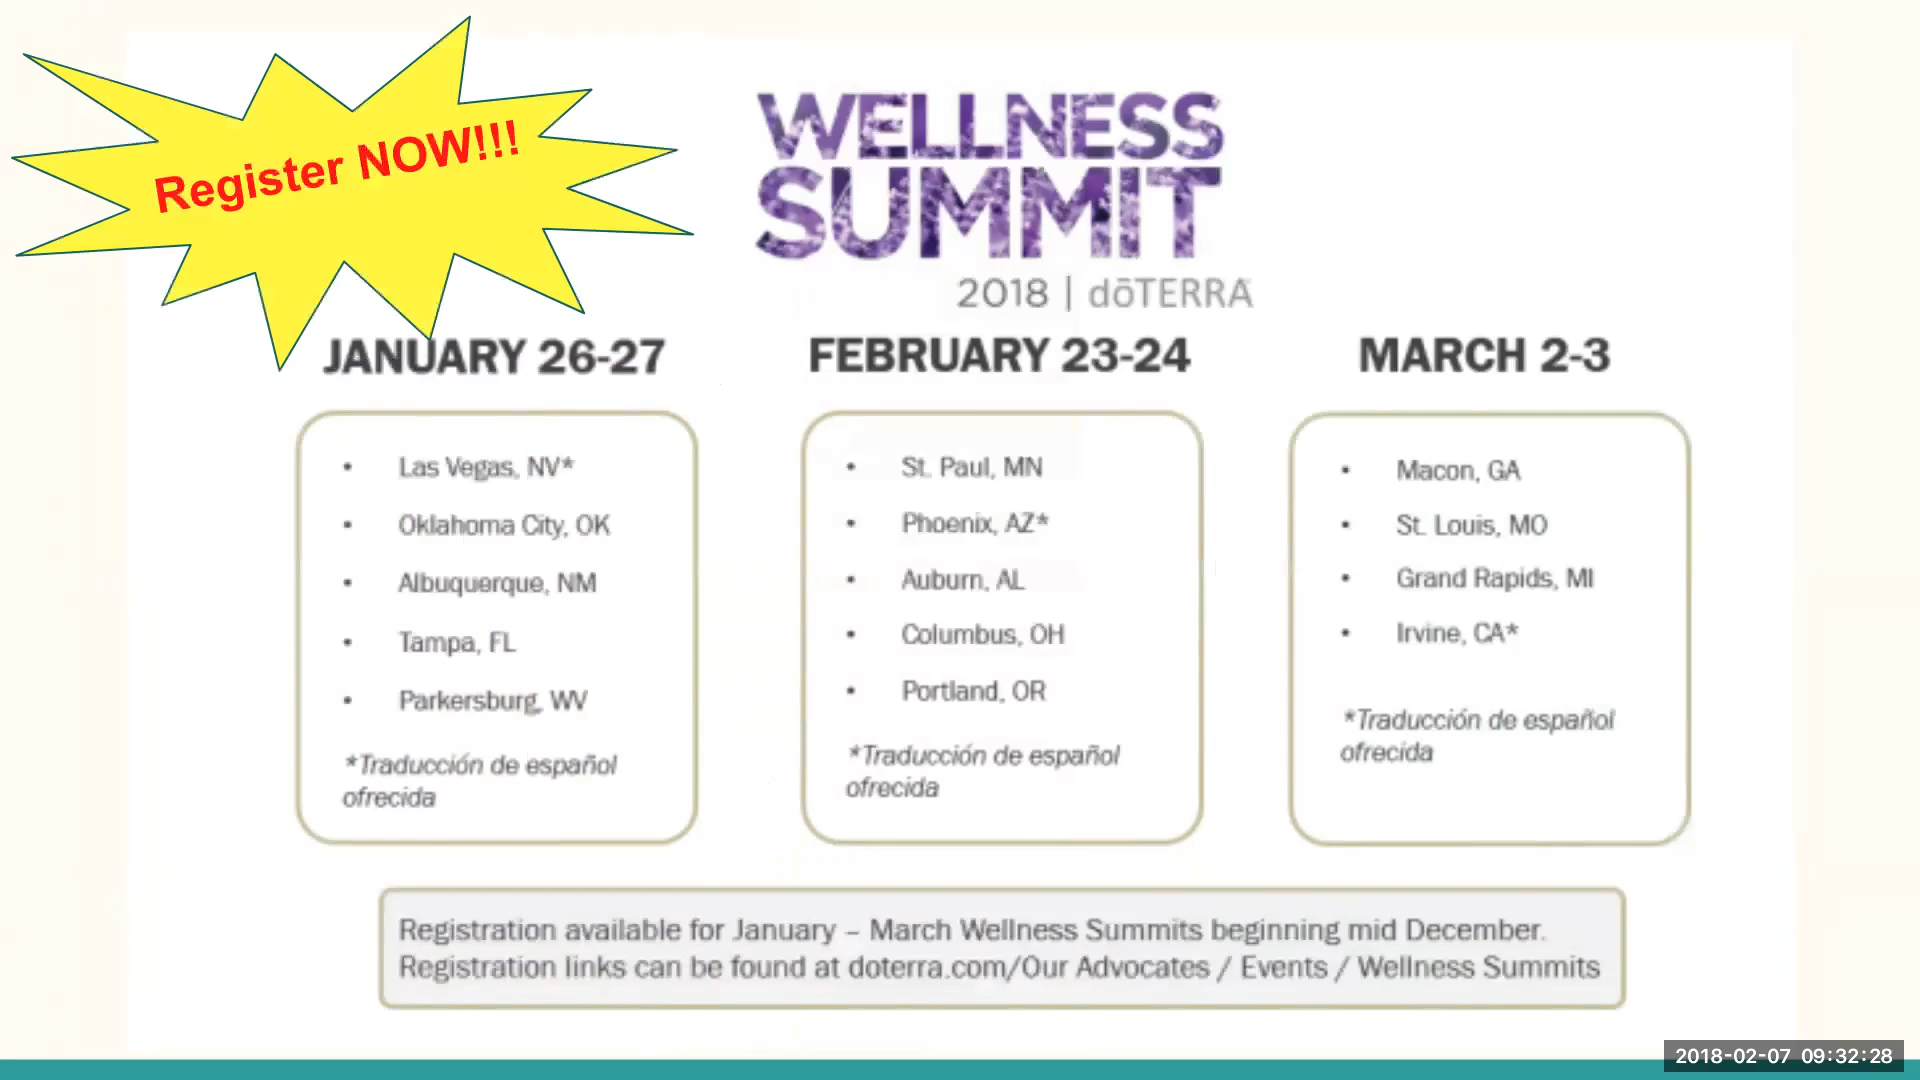 Register NOW!!!
WELLNESS
SUMMIT
2018 | dōTERRA
JANUARY 26-27
• Las Vegas, NV*
• Oklahoma City, OK
• Albuquerque, NM
• Tampa, FL
• Parkersburg, WV
*Traducción de español
ofrecida
FEBRUARY 23-24
• St. Paul, MN
• Phoenix, AZ*
• Auburn, AL
• Columbus, OH
• Portland, OR
*Traducción de español
ofrecida
MARCH 2-3
• Macon, GA
• St. Louis, MO
• Grand Rapids, MI
• Irvine, CA*
*Traducción de español
ofrecida
Registration available for January – March Wellness Summits beginning mid December.
Registration links can be found at doterra.com/Our Advocates / Events / Wellness Summits
2018-02-07 09:32:28